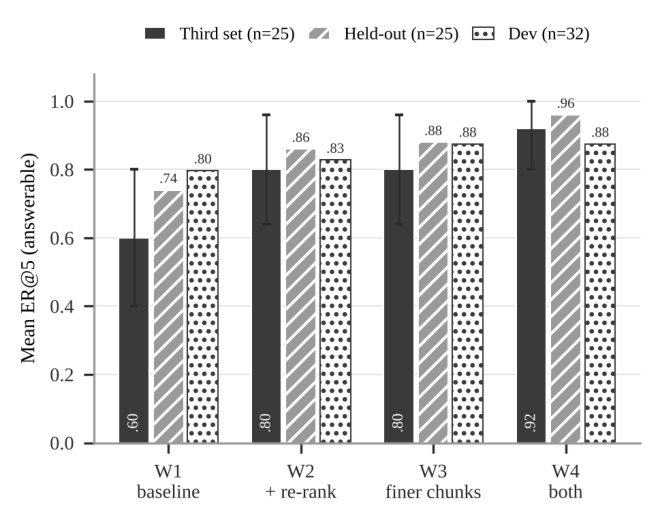 Third set (n=25) Held-out (n=25) Dev (n=32)
Mean ER@5 (answerable)
1.0
0.8
0.6
0.4
0.2
0.0
.60 .74 .80
.80 .86 .83
.80 .88 .88
.92 .96 .88
W1 W2 W3 W4
baseline + re-rank finer chunks both